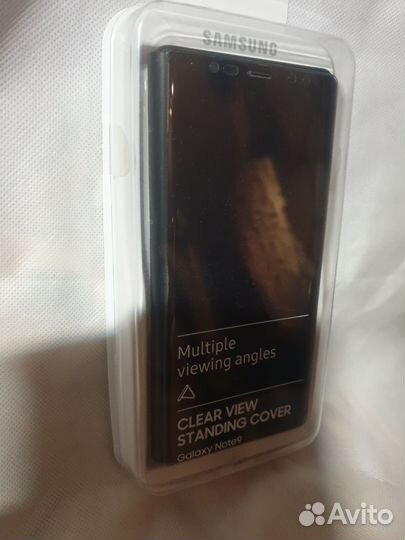 SAMSUNG
Multiple
viewing angles
CLEAR VIEW
STANDING COVER
Galaxy Note9
Avito